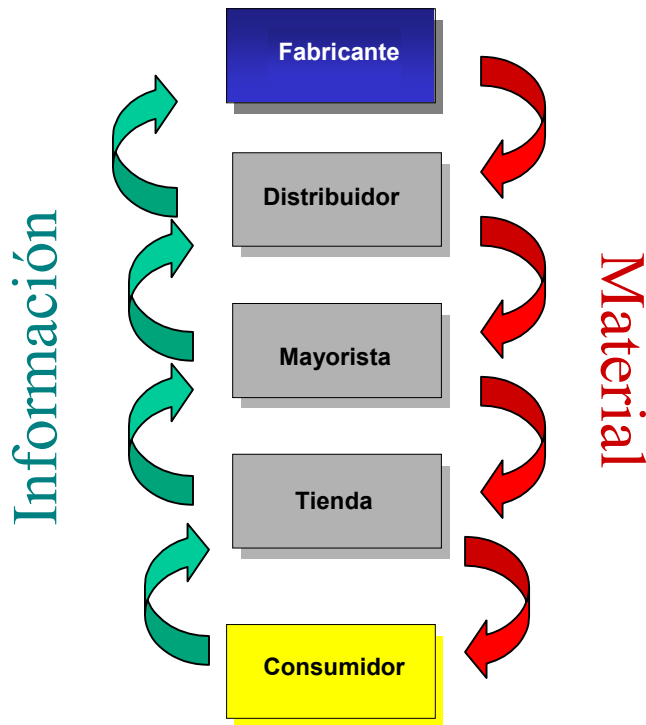 Fabricante
Distribuidor
Mayorista
Tienda
Consumidor
Información
Material